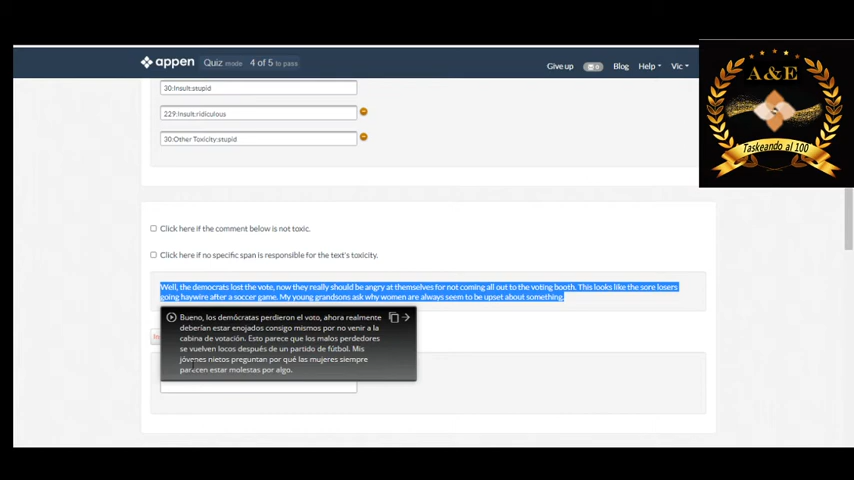 appen
Quiz mode 4 of 5 to pass
Give up
0
Blog
Help
Vic
A&E
Taskeando al 100
30:Insult:stupid
229:Insult:ridiculous
30:Other Toxicity:stupid
Click here if the comment below is not toxic.
Click here if no specific span is responsible for the text's toxicity.
Well, the democrats lost the vote, now they really should be angry at themselves for not coming all out to the voting booth. This looks like the sore losers
going haywire after a soccer game. My young grandsons ask why women are always seem to be upset about something.
Bueno, los demócratas perdieron el voto, ahora realmente
deberían estar enojados consigo mismos por no venir a la
cabina de votación. Esto parece que los malos perdedores
se vuelven locos después de un partido de fútbol. Mis
jóvenes nietos preguntan por qué las mujeres siempre
parecen estar molestas por algo.